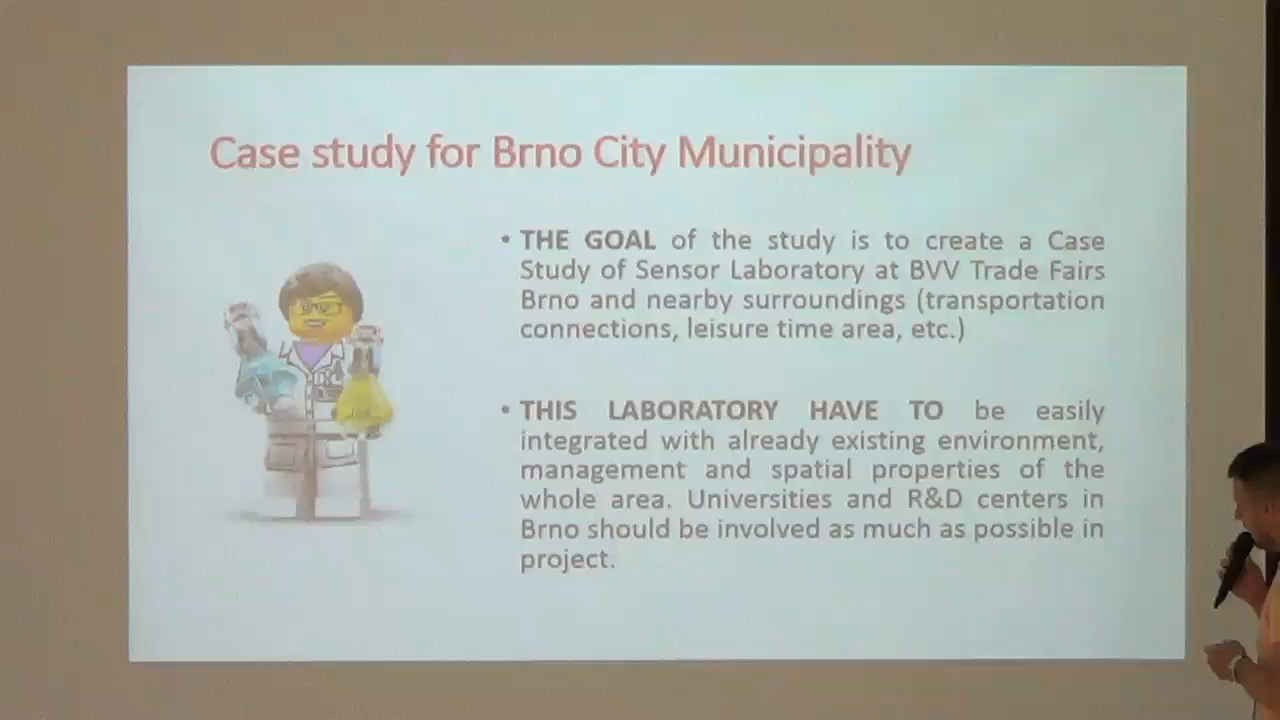 Case study for Brno City Municipality
• THE GOAL of the study is to create a Case
Study of Sensor Laboratory at BVV Trade Fairs
Brno and nearby surroundings (transportation
connections, leisure time area, etc.)
• THIS LABORATORY HAVE TO be easily
integrated with already existing environment,
management and spatial properties of the
whole area. Universities and R&D centers in
Brno should be involved as much as possible in
project.